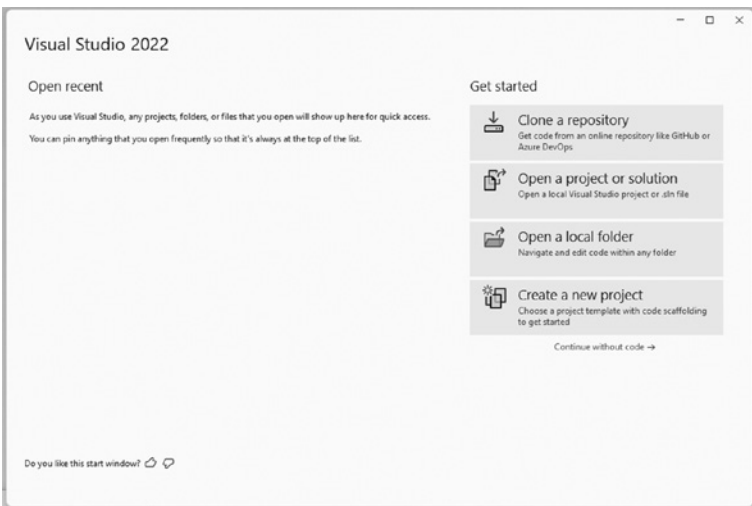 Visual Studio 2022
Open recent
As you use Visual Studio, any projects, folders, or files that you open will show up here for quick access.
You can pin anything that you open frequently so that it's always at the top of the list.
Get started
Clone a repository
Get code from an online repository like GitHub or
Azure DevOps
Open a project or solution
Open a local Visual Studio project or .sln file
Open a local folder
Navigate and edit code within any folder
Create a new project
Choose a project template with code scaffolding
to get started
Continue without code →
Do you like this start window?